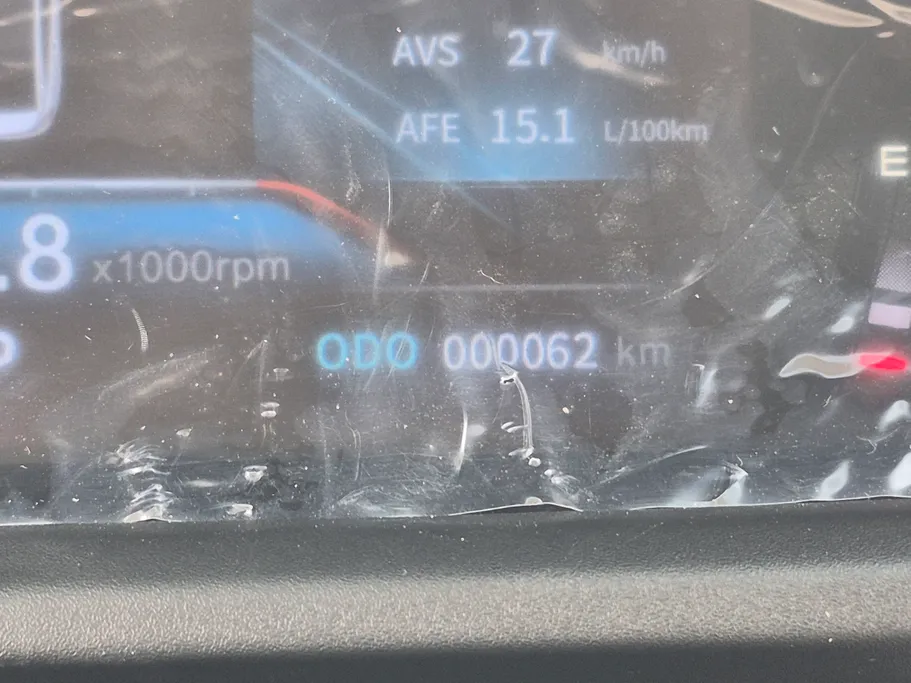 AVS 27 km/h
AFE 15.1 L/100km
E
.8 x1000rpm
ODO 000062 km